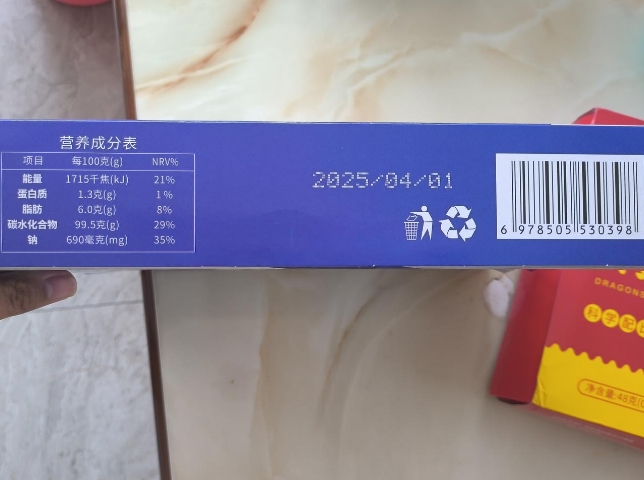 营养成分表
项目 每100克(g) NRV%
能量 1715千焦(kJ) 21%
蛋白质 1.3克(g) 1%
脂肪 6.0克(g) 8%
碳水化合物 99.5克(g) 29%
钠 690毫克(mg) 35%
2025/04/01
6 978505 530398
DRAGONS
科学配
净含量:48克(